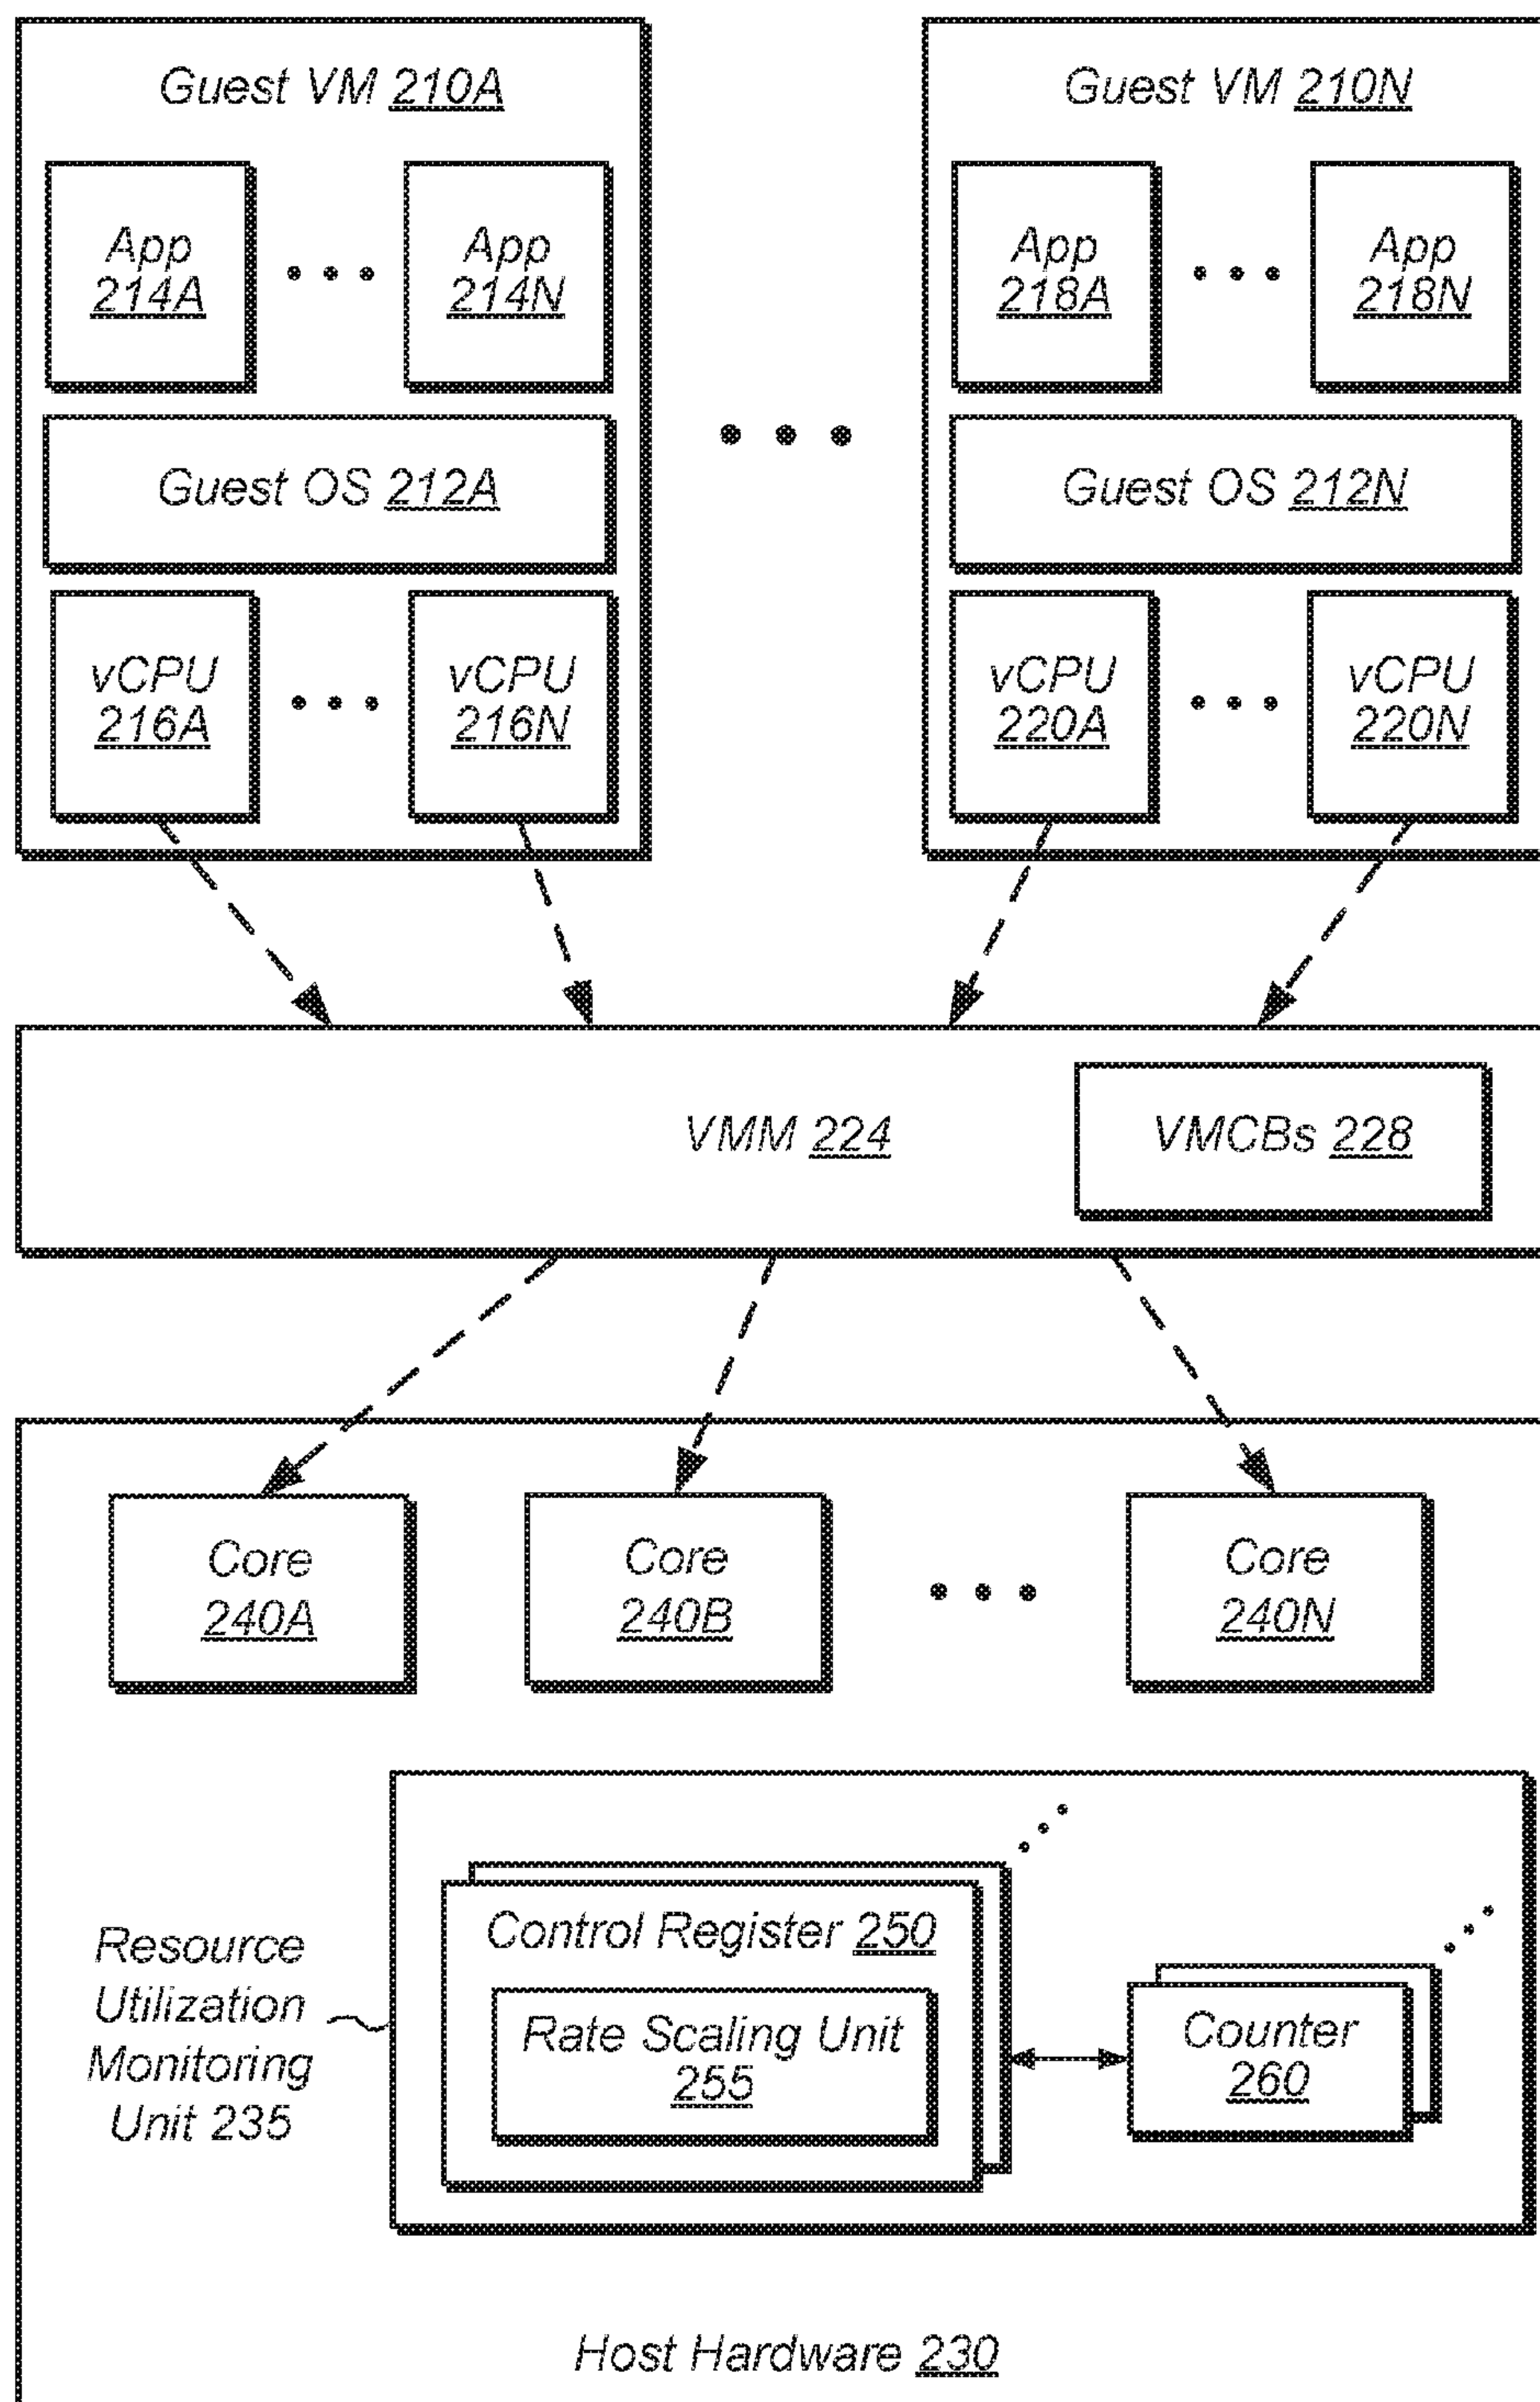 Guest VM 210A
Guest VM 210N
App
214A
App
214N
App
218A
App
218N
Guest OS 212A
Guest OS 212N
vCPU
216A
vCPU
216N
vCPU
220A
vCPU
220N
VMM 224
VMCBs 228
Core
240A
Core
240B
Core
240N
Resource
Utilization
Monitoring
Unit 235
Control Register 250
Rate Scaling Unit
255
Counter
260
Host Hardware 230